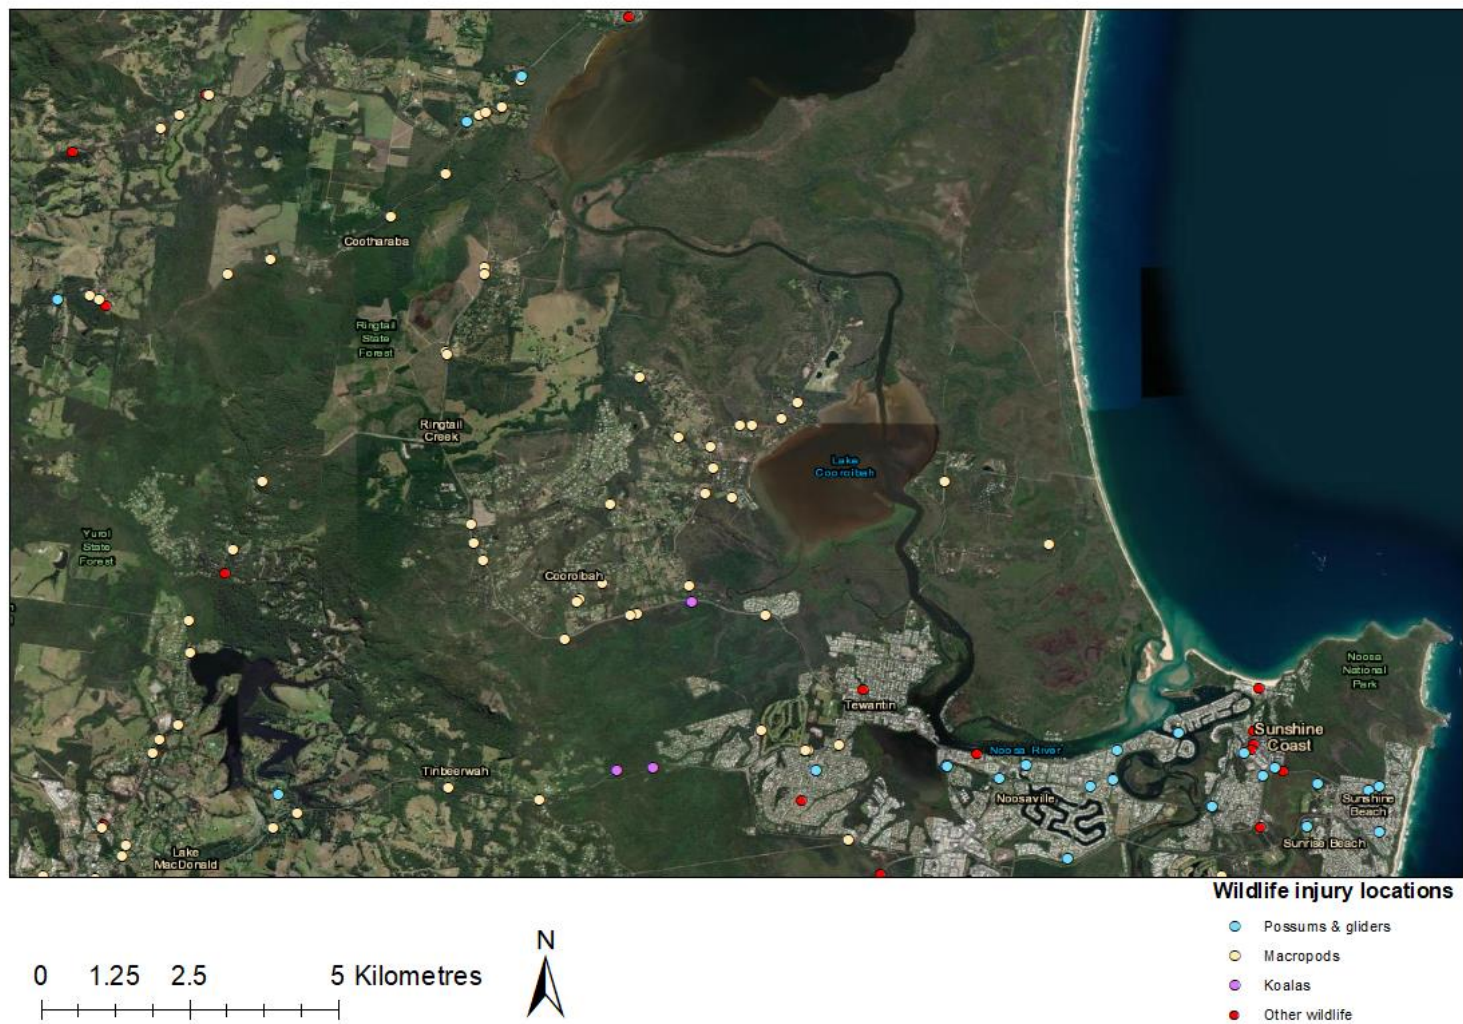 Cootharaba
Ringtail
State
Forest
Ringtail
Creek
Lake
Cooroibah
Yurol
State
Forest
Cooroibah
Noosa
National
Park
Tewantin
Sunshine
Coast
Noosa River
Tinbeerwah
Noosaville
Sunshine
Beach
Sunrise Beach
Lake
MacDonald
Wildlife injury locations
Possums & gliders
Macropods
Koalas
Other wildlife
N
0 1.25 2.5 5 Kilometres